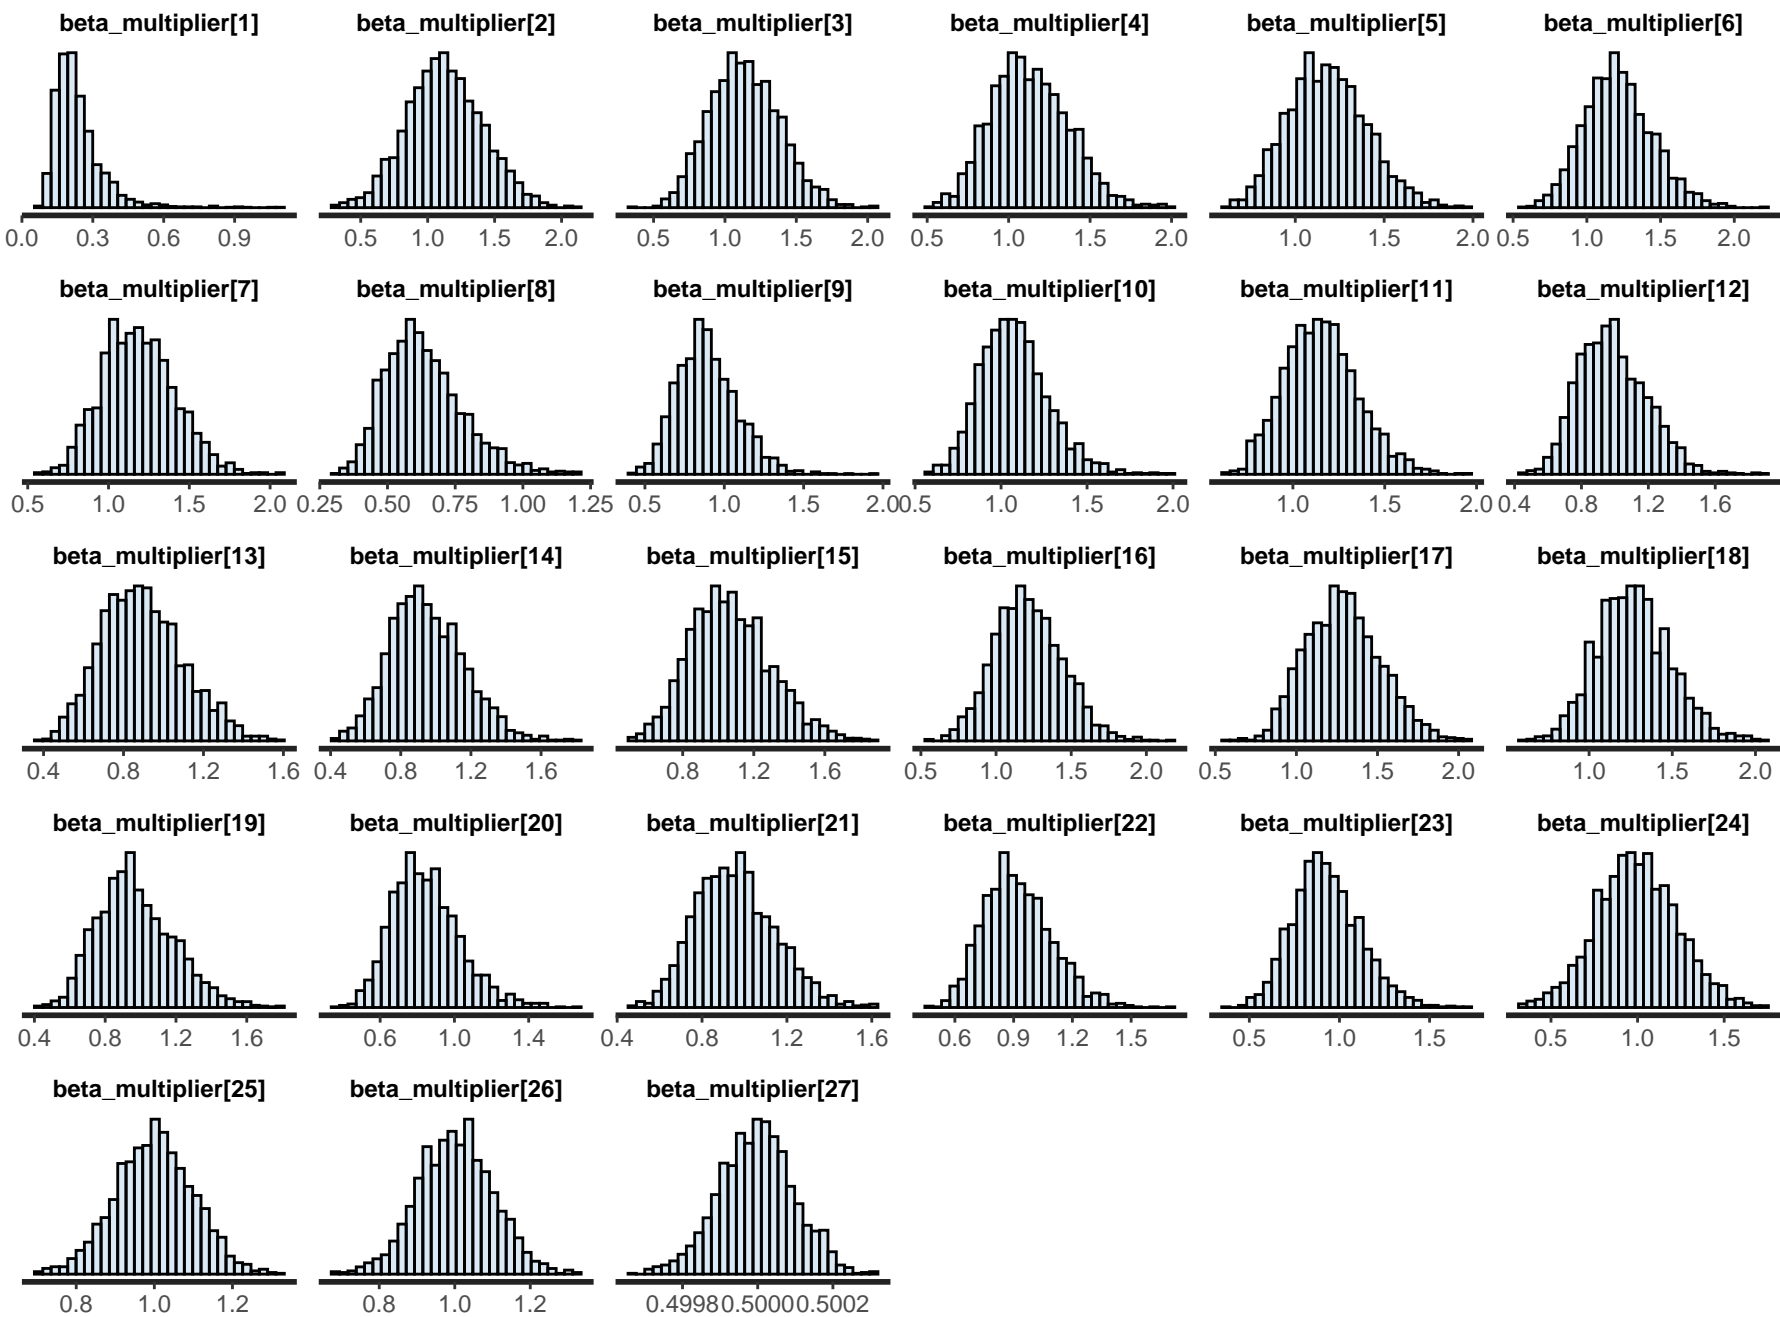 beta_multiplier[1] beta_multiplier[2] beta_multiplier[3] beta_multiplier[4] beta_multiplier[5] beta_multiplier[6]
0.0 0.3 0.6 0.9 0.5 1.0 1.5 2.0 0.5 1.0 1.5 2.0 0.5 1.0 1.5 2.0 1.0 1.5 2.0 0.5 1.0 1.5 2.0
beta_multiplier[7] beta_multiplier[8] beta_multiplier[9] beta_multiplier[10] beta_multiplier[11] beta_multiplier[12]
0.5 1.0 1.5 2.0 0.25 0.50 0.75 1.00 1.25 0.5 1.0 1.5 2.0 0.5 1.0 1.5 2.0 1.0 1.5 2.0 0.4 0.8 1.2 1.6
beta_multiplier[13] beta_multiplier[14] beta_multiplier[15] beta_multiplier[16] beta_multiplier[17] beta_multiplier[18]
0.4 0.8 1.2 1.6 0.4 0.8 1.2 1.6 0.8 1.2 1.6 0.5 1.0 1.5 2.0 0.5 1.0 1.5 2.0 1.0 1.5 2.0
beta_multiplier[19] beta_multiplier[20] beta_multiplier[21] beta_multiplier[22] beta_multiplier[23] beta_multiplier[24]
0.4 0.8 1.2 1.6 0.6 1.0 1.4 0.4 0.8 1.2 1.6 0.6 0.9 1.2 1.5 0.5 1.0 1.5 0.5 1.0 1.5
beta_multiplier[25] beta_multiplier[26] beta_multiplier[27]
0.8 1.0 1.2 0.8 1.0 1.2 0.4998 0.5000 0.5002